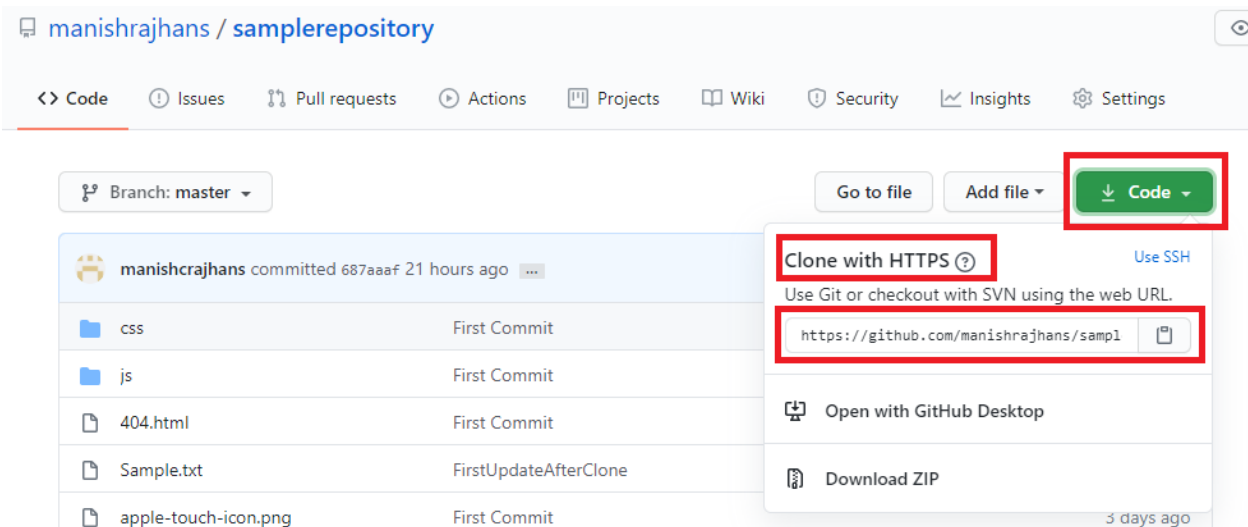 manishrajhans / samplerepository
Code Issues Pull requests Actions Projects Wiki Security Insights Settings
Branch: master Go to file Add file Code
manishcrajhans committed 687aaaf 21 hours ago ...
Clone with HTTPS ? Use SSH
Use Git or checkout with SVN using the web URL.
https://github.com/manishrajhans/sampl
Open with GitHub Desktop
Download ZIP
css First Commit
js First Commit
404.html First Commit
Sample.txt FirstUpdateAfterClone
apple-touch-icon.png First Commit 3 days ago